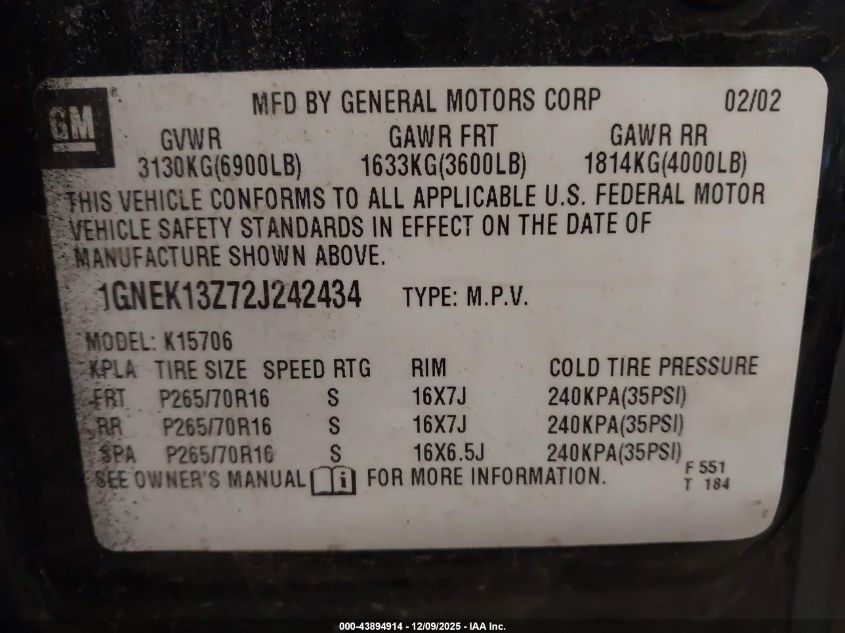 GM
MFD BY GENERAL MOTORS CORP 02/02
GVWR GAWR FRT GAWR RR
3130KG(6900LB) 1633KG(3600LB) 1814KG(4000LB)
THIS VEHICLE CONFORMS TO ALL APPLICABLE U.S. FEDERAL MOTOR
VEHICLE SAFETY STANDARDS IN EFFECT ON THE DATE OF
MANUFACTURE SHOWN ABOVE.
1GNEK13Z72J242434 TYPE: M.P.V.
MODEL: K15706
KPLA TIRE SIZE SPEED RTG RIM COLD TIRE PRESSURE
FRT P265/70R16 S 16X7J 240KPA(35PSI)
RR P265/70R16 S 16X7J 240KPA(35PSI)
SPA P265/70R16 S 16X6.5J 240KPA(35PSI)
SEE OWNER'S MANUAL i FOR MORE INFORMATION.
F 551
T 184
000-43894914 - 12/09/2025 - IAA Inc.